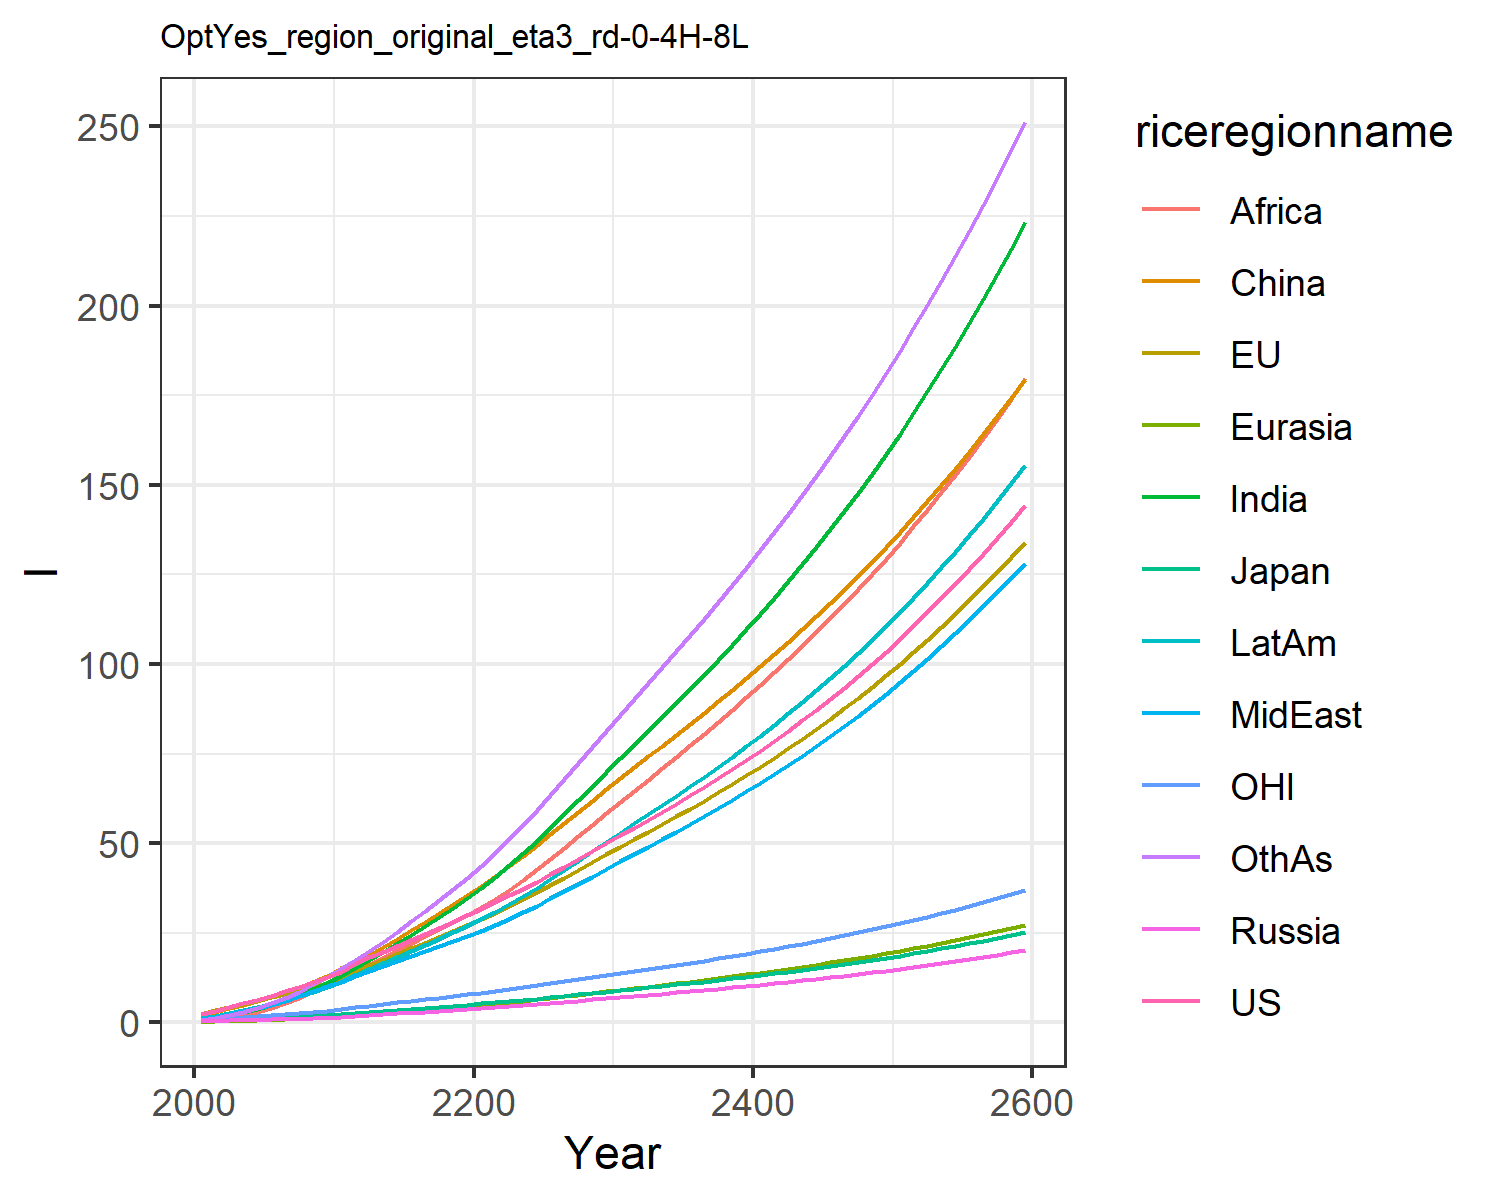 OptYes_region_original_eta3_rd-0-4H-8L
250
200
150
100
50
0
I
2000 2200 2400 2600
Year
riceregionname
Africa
China
EU
Eurasia
India
Japan
LatAm
MidEast
OHI
OthAs
Russia
US